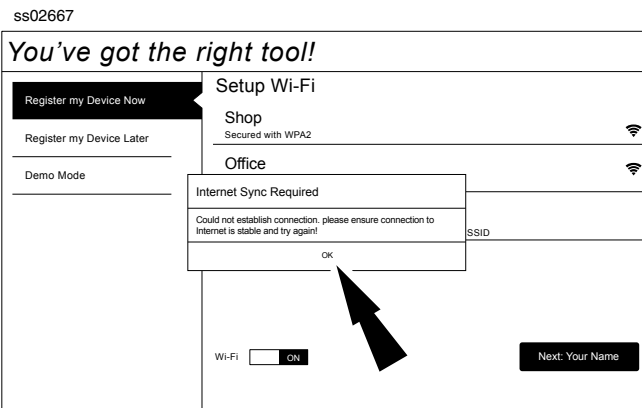 ss02667
You've got the right tool!
Register my Device Now
Register my Device Later
Demo Mode
Setup Wi-Fi
Shop
Secured with WPA2
Office
Internet Sync Required
Could not establish connection. please ensure connection to
Internet is stable and try again!
OK
SSID
Wi-Fi
ON
Next: Your Name